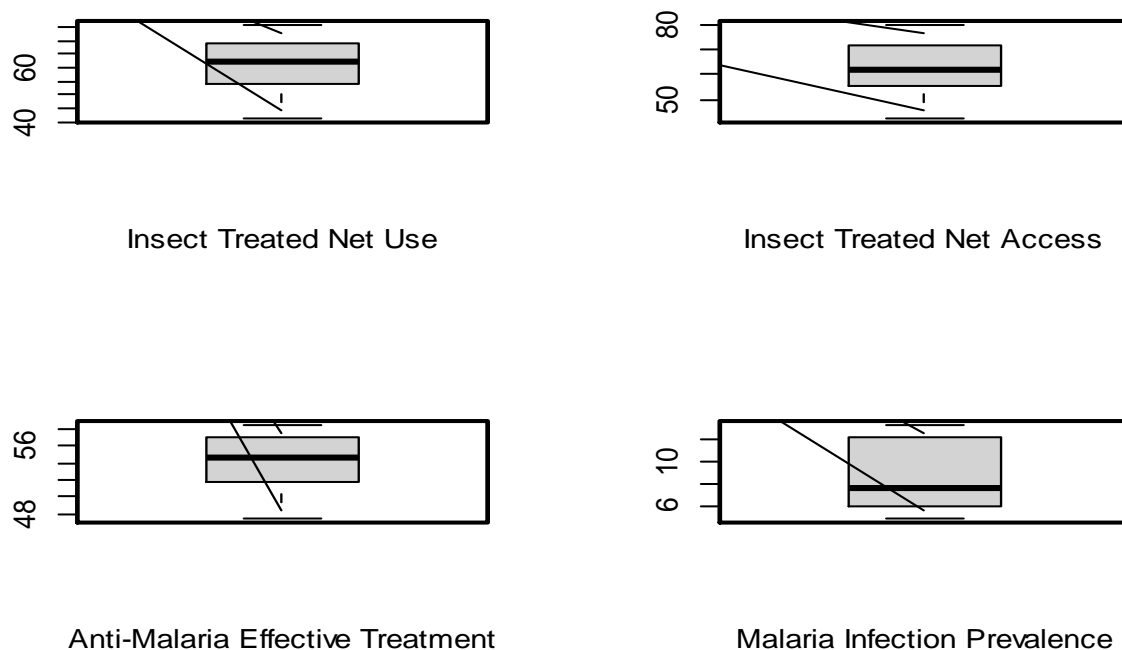 60
40
Insect Treated Net Use
80
50
Insect Treated Net Access
56
48
Anti-Malaria Effective Treatment
10
6
Malaria Infection Prevalence